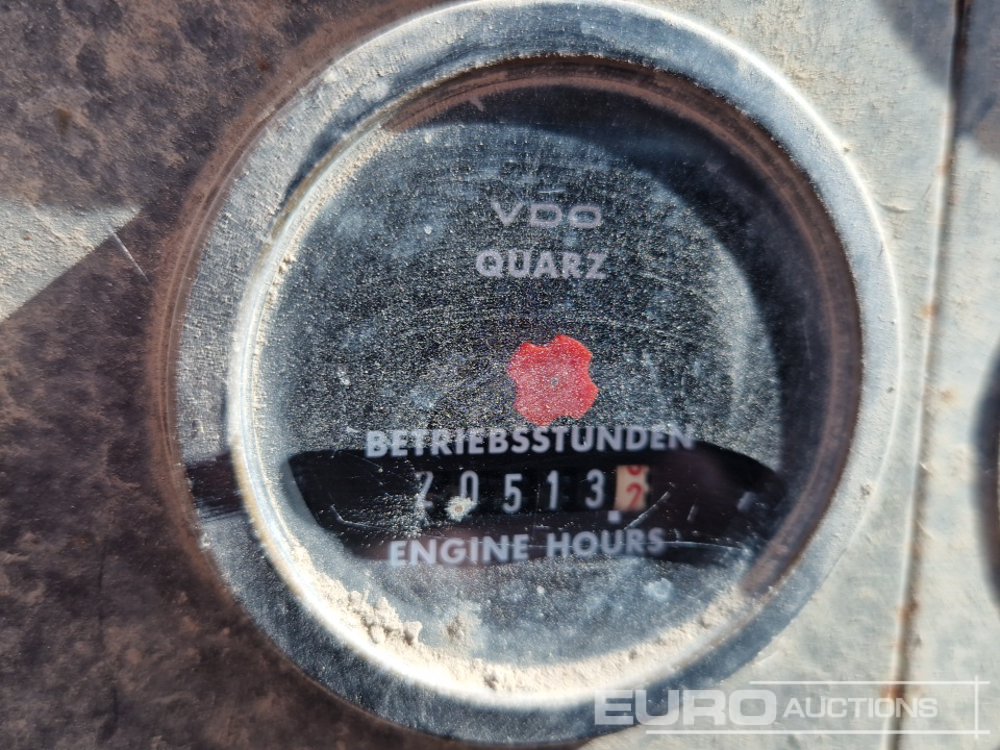 VDO
QUARZ
BETRIEBSSTUNDEN
20513
ENGINE HOURS
EURO AUCTIONS